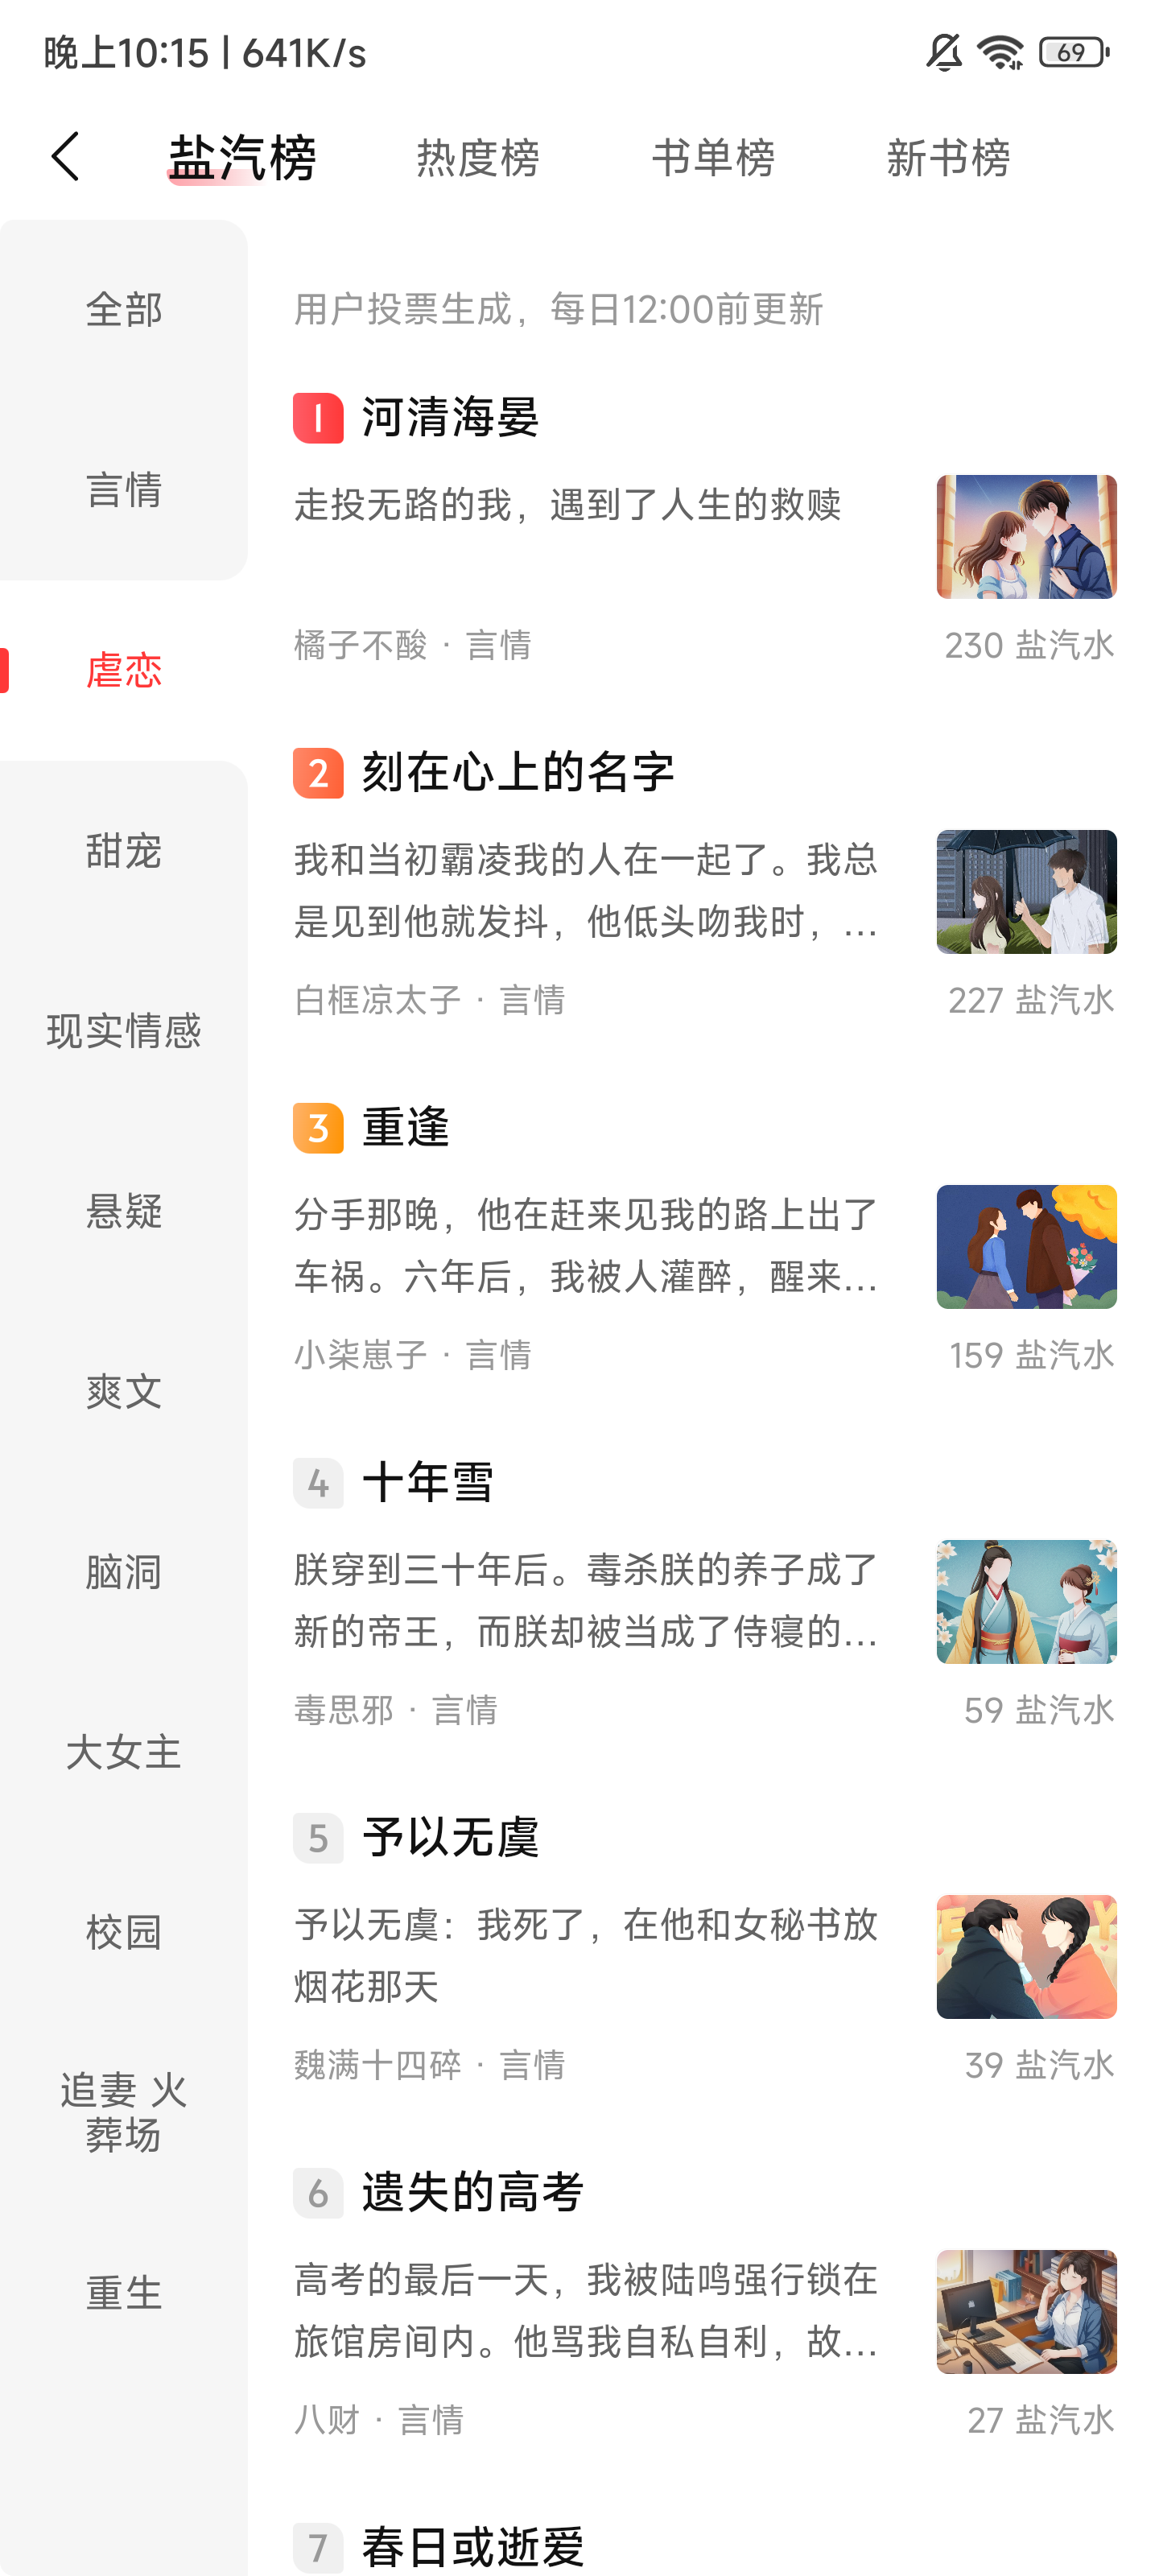 晚上10:15 | 641K/s
69
盐汽榜 热度榜 书单榜 新书榜
全部
言情
虐恋
甜宠
现实情感
悬疑
爽文
脑洞
大女主
校园
追妻 火
葬场
重生
用户投票生成，每日12:00前更新
1 河清海晏
走投无路的我，遇到了人生的救赎
橘子不酸 · 言情
230 盐汽水
2 刻在心上的名字
我和当初霸凌我的人在一起了。我总
是见到他就发抖，他低头吻我时，...
白框凉太子 · 言情
227 盐汽水
3 重逢
分手那晚，他在赶来见我的路上出了
车祸。六年后，我被人灌醉，醒来...
小柒崽子 · 言情
159 盐汽水
4 十年雪
朕穿到三十年后。毒杀朕的养子成了
新的帝王，而朕却被当成了侍寝的...
毒思邪 · 言情
59 盐汽水
5 予以无虞
予以无虞：我死了，在他和女秘书放
烟花那天
魏满十四碎 · 言情
39 盐汽水
6 遗失的高考
高考的最后一天，我被陆鸣强行锁在
旅馆房间内。他骂我自私自利，故...
八财 · 言情
27 盐汽水
7 春日或逝爱